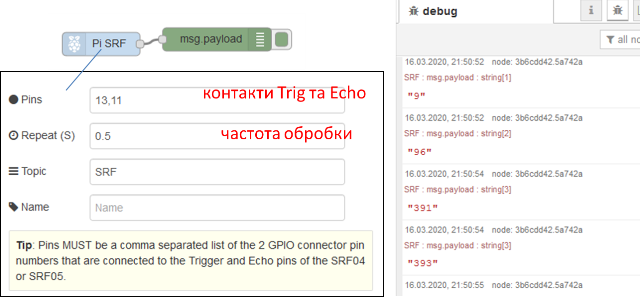 Pi SRF
msg.payload
Pins
13,11
контакти Trig та Echo
Repeat (S)
0.5
частота обробки
Topic
SRF
Name
Name
Tip: Pins MUST be a comma separated list of the 2 GPIO connector pin
numbers that are connected to the Trigger and Echo pins of the SRF04
or SRF05.
debug
i
all no
16.03.2020, 21:50:52 node: 3b6cdd42.5a742a
SRF : msg.payload : string[1]
"9"
16.03.2020, 21:50:52 node: 3b6cdd42.5a742a
SRF : msg.payload : string[2]
"96"
16.03.2020, 21:50:54 node: 3b6cdd42.5a742a
SRF : msg.payload : string[3]
"391"
16.03.2020, 21:50:54 node: 3b6cdd42.5a742a
SRF : msg.payload : string[3]
"393"
16.03.2020, 21:50:55 node: 3b6cdd42.5a742a